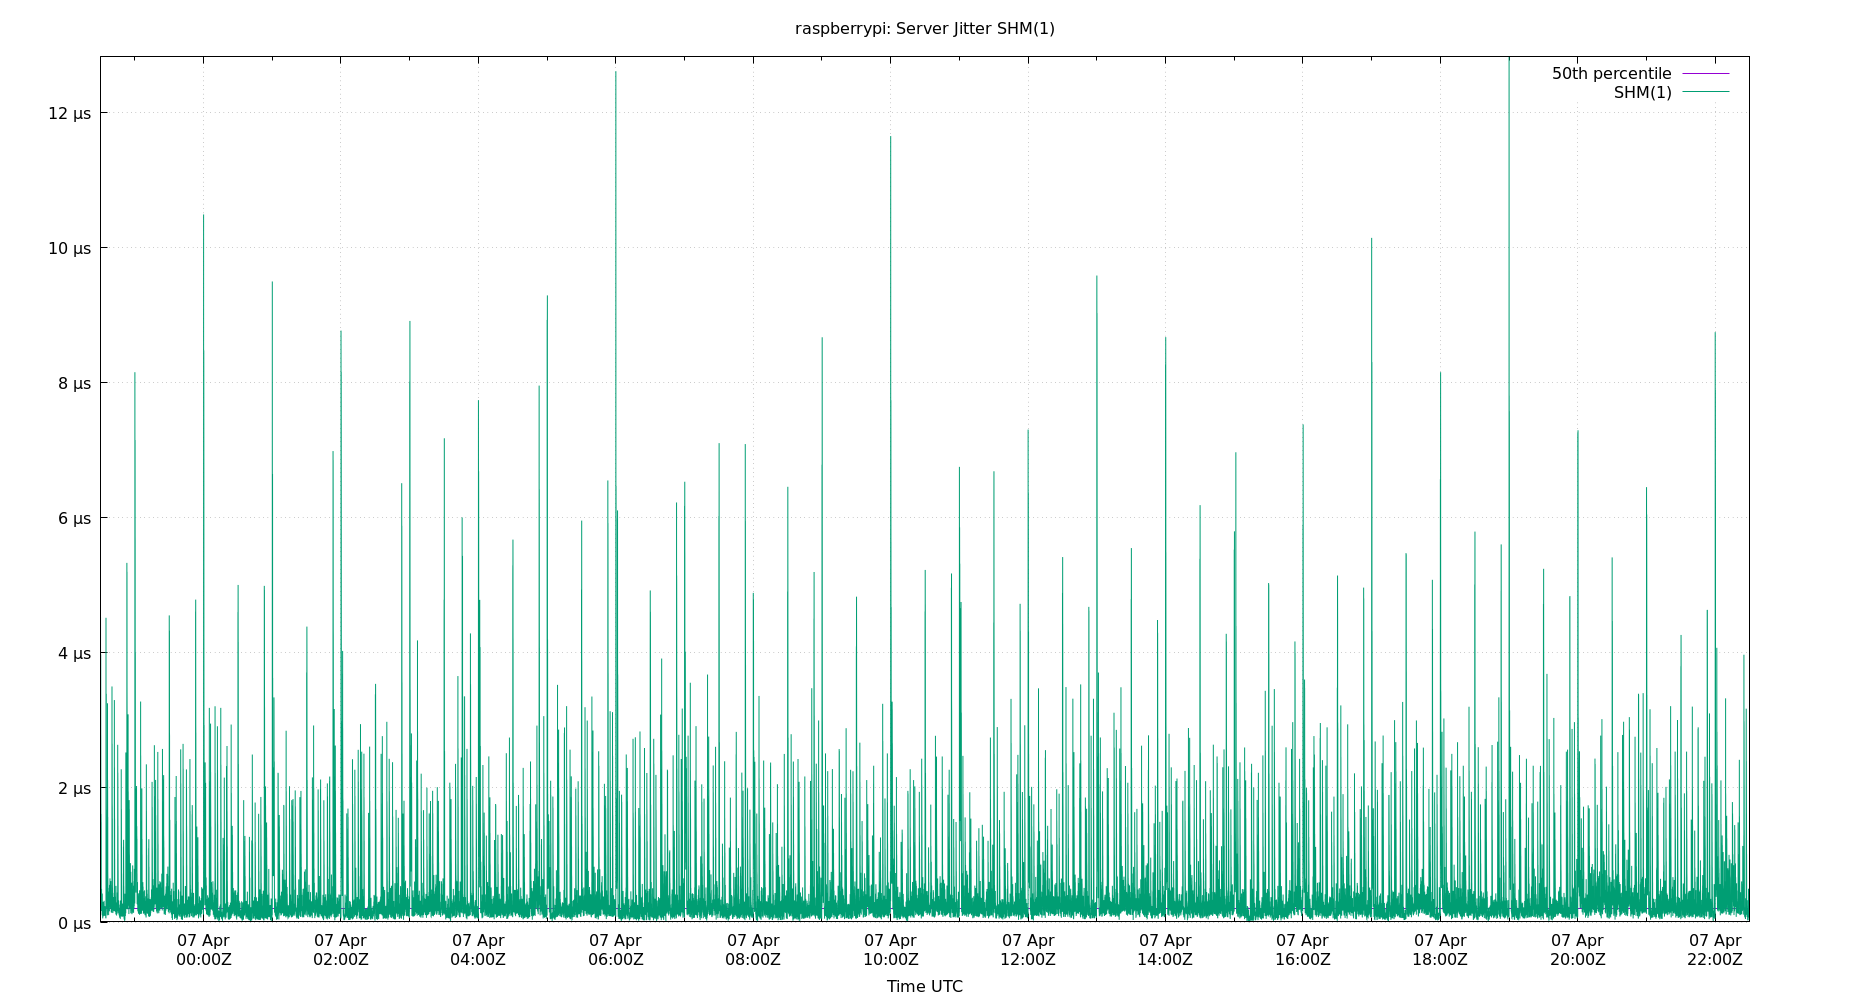 raspberrypi: Server Jitter SHM(1)
50th percentile
SHM(1)
12 µs
10 µs
8 µs
6 µs
4 µs
2 µs
0 µs
07 Apr 07 Apr 07 Apr 07 Apr 07 Apr 07 Apr 07 Apr 07 Apr 07 Apr 07 Apr 07 Apr 07 Apr
00:00Z 02:00Z 04:00Z 06:00Z 08:00Z 10:00Z 12:00Z 14:00Z 16:00Z 18:00Z 20:00Z 22:00Z
Time UTC